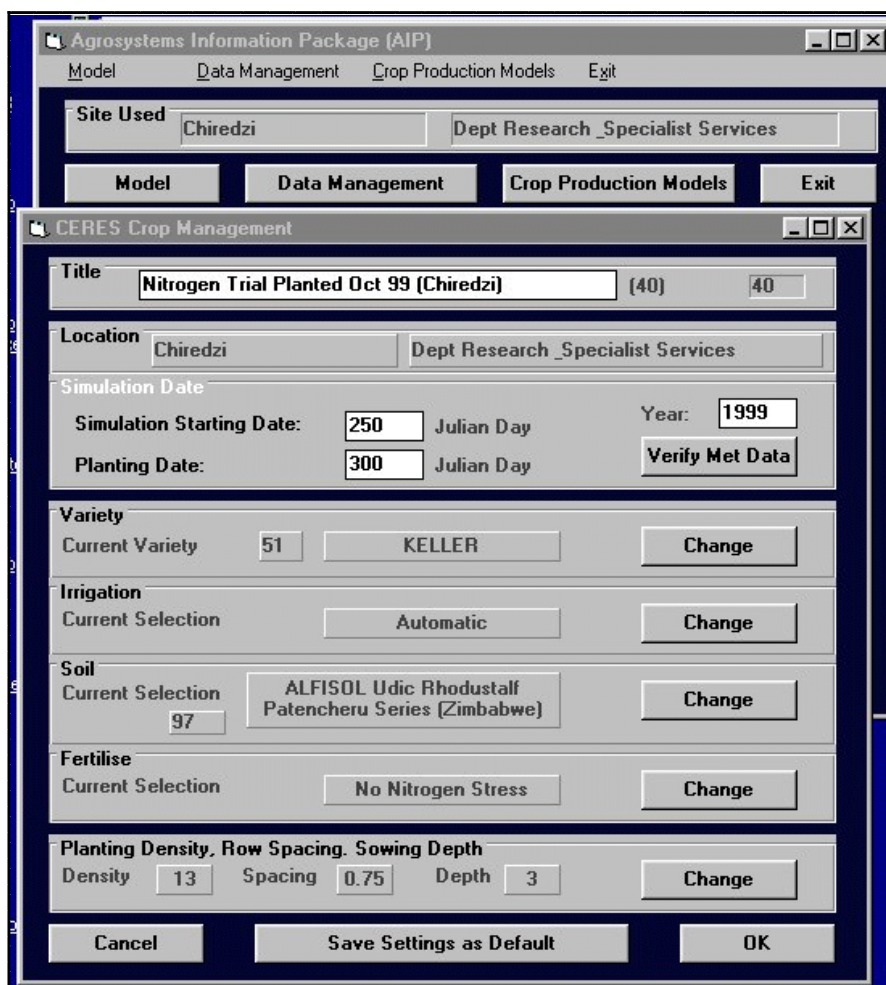 Agrosystems Information Package (AIP)
Model Data Management Crop Production Models Exit
Site Used
Chiredzi Dept Research _Specialist Services
Model Data Management Crop Production Models Exit
CERES Crop Management
Title
Nitrogen Trial Planted Oct 99 (Chiredzi) (40) 40
Location
Chiredzi Dept Research _Specialist Services
Simulation Date
Simulation Starting Date: 250 Julian Day Year: 1999
Planting Date: 300 Julian Day Verify Met Data
Variety
Current Variety 51 KELLER Change
Irrigation
Current Selection Automatic Change
Soil
Current Selection ALFISOL Udic Rhodustalf
97 Patencheru Series (Zimbabwe) Change
Fertilise
Current Selection No Nitrogen Stress Change
Planting Density, Row Spacing. Sowing Depth
Density 13 Spacing 0.75 Depth 3 Change
Cancel Save Settings as Default OK